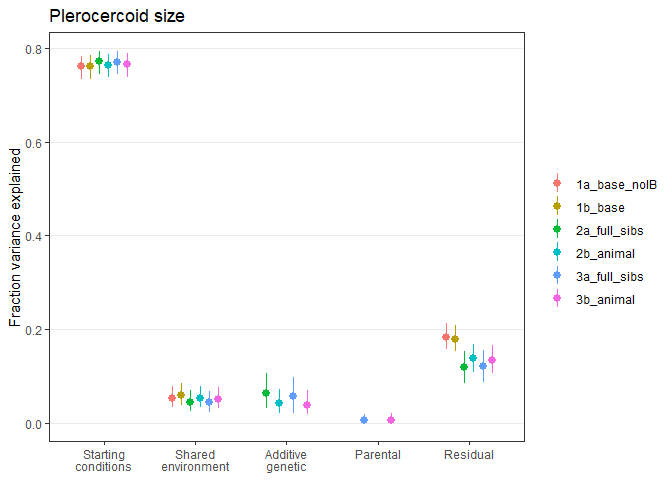 Plerocercoid size
Fraction variance explained
0.8
0.6
0.4
0.2
0.0
Starting
conditions
Shared
environment
Additive
genetic
Parental
Residual
1a_base_noIB
1b_base
2a_full_sibs
2b_animal
3a_full_sibs
3b_animal